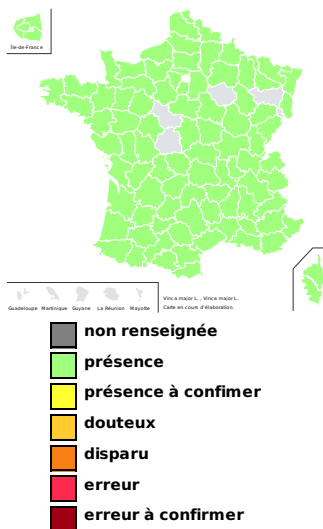 Île-de-France
Guadeloupe Martinique Guyane La Réunion Mayotte
Vinca major L. , Vinca major L.
Carte en cours d'élaboration.
non renseignée
présence
présence à confimer
douteux
disparu
erreur
erreur à confirmer